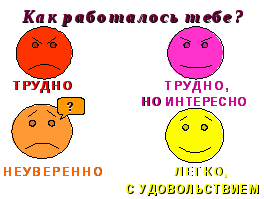 Как работалось тебе?
ТРУДНО
ТРУДНО,
НО ИНТЕРЕСНО
?
НЕУВЕРЕННО
ЛЕГКО,
С УДОВОЛЬСТВИЕМ